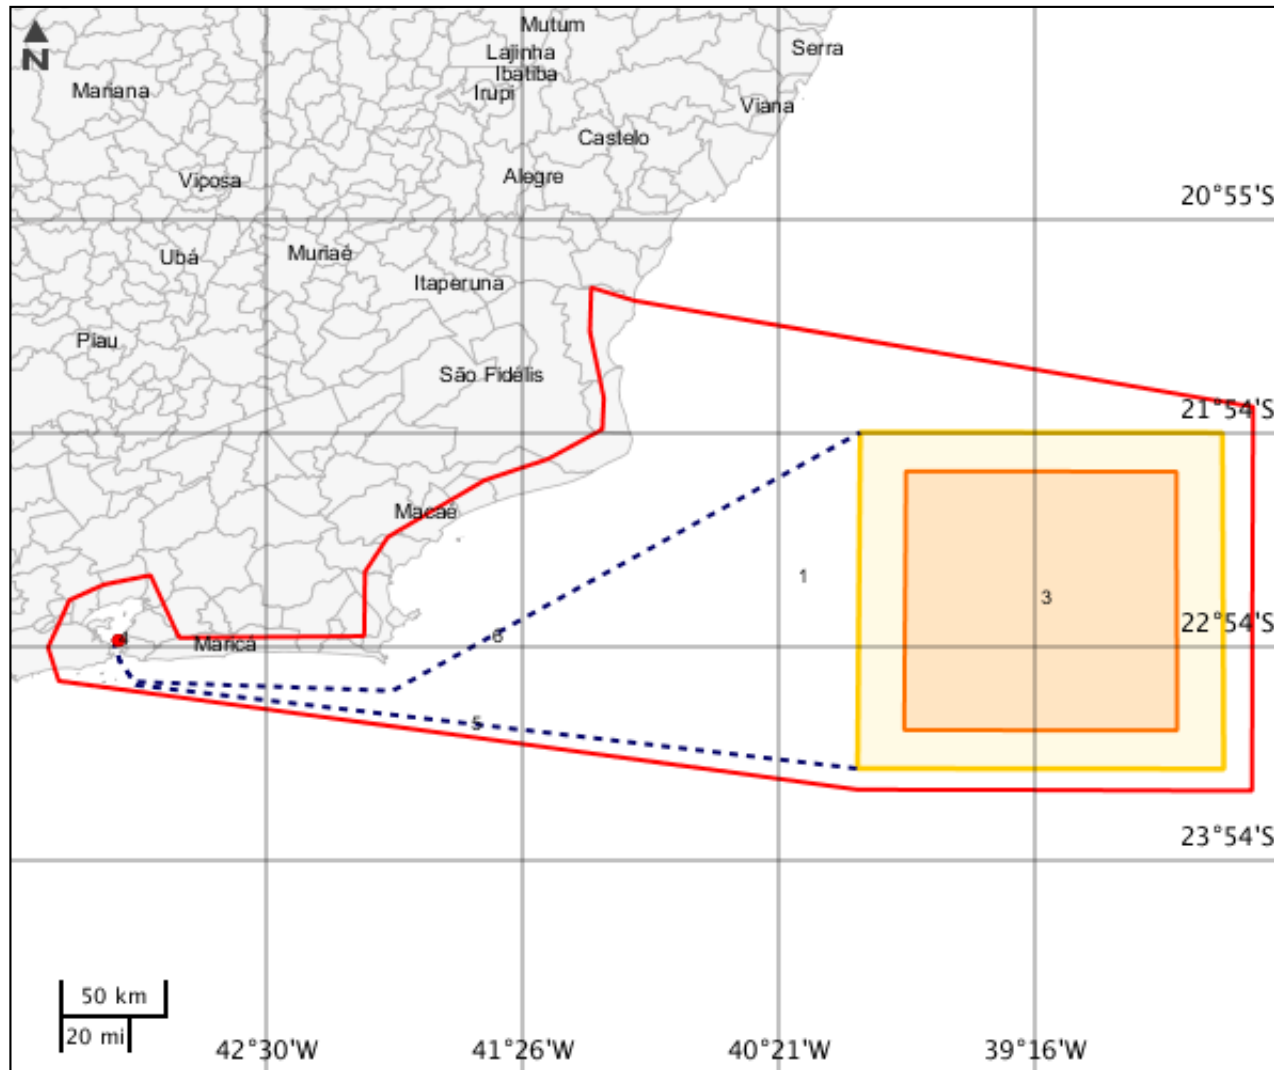 N
Mutum
Serra
Lajinha
Ibatiba
Irupi
Mariana
Viana
Castelo
Alegre
Viçosa
20°55'S
Ubá
Muriaé
Itaperuna
Piau
São Fidélis
21°54'S
Macaé
1
3
22°54'S
4
Maricá
6
5
23°54'S
50 km
20 mi
42°30'W
41°26'W
40°21'W
39°16'W